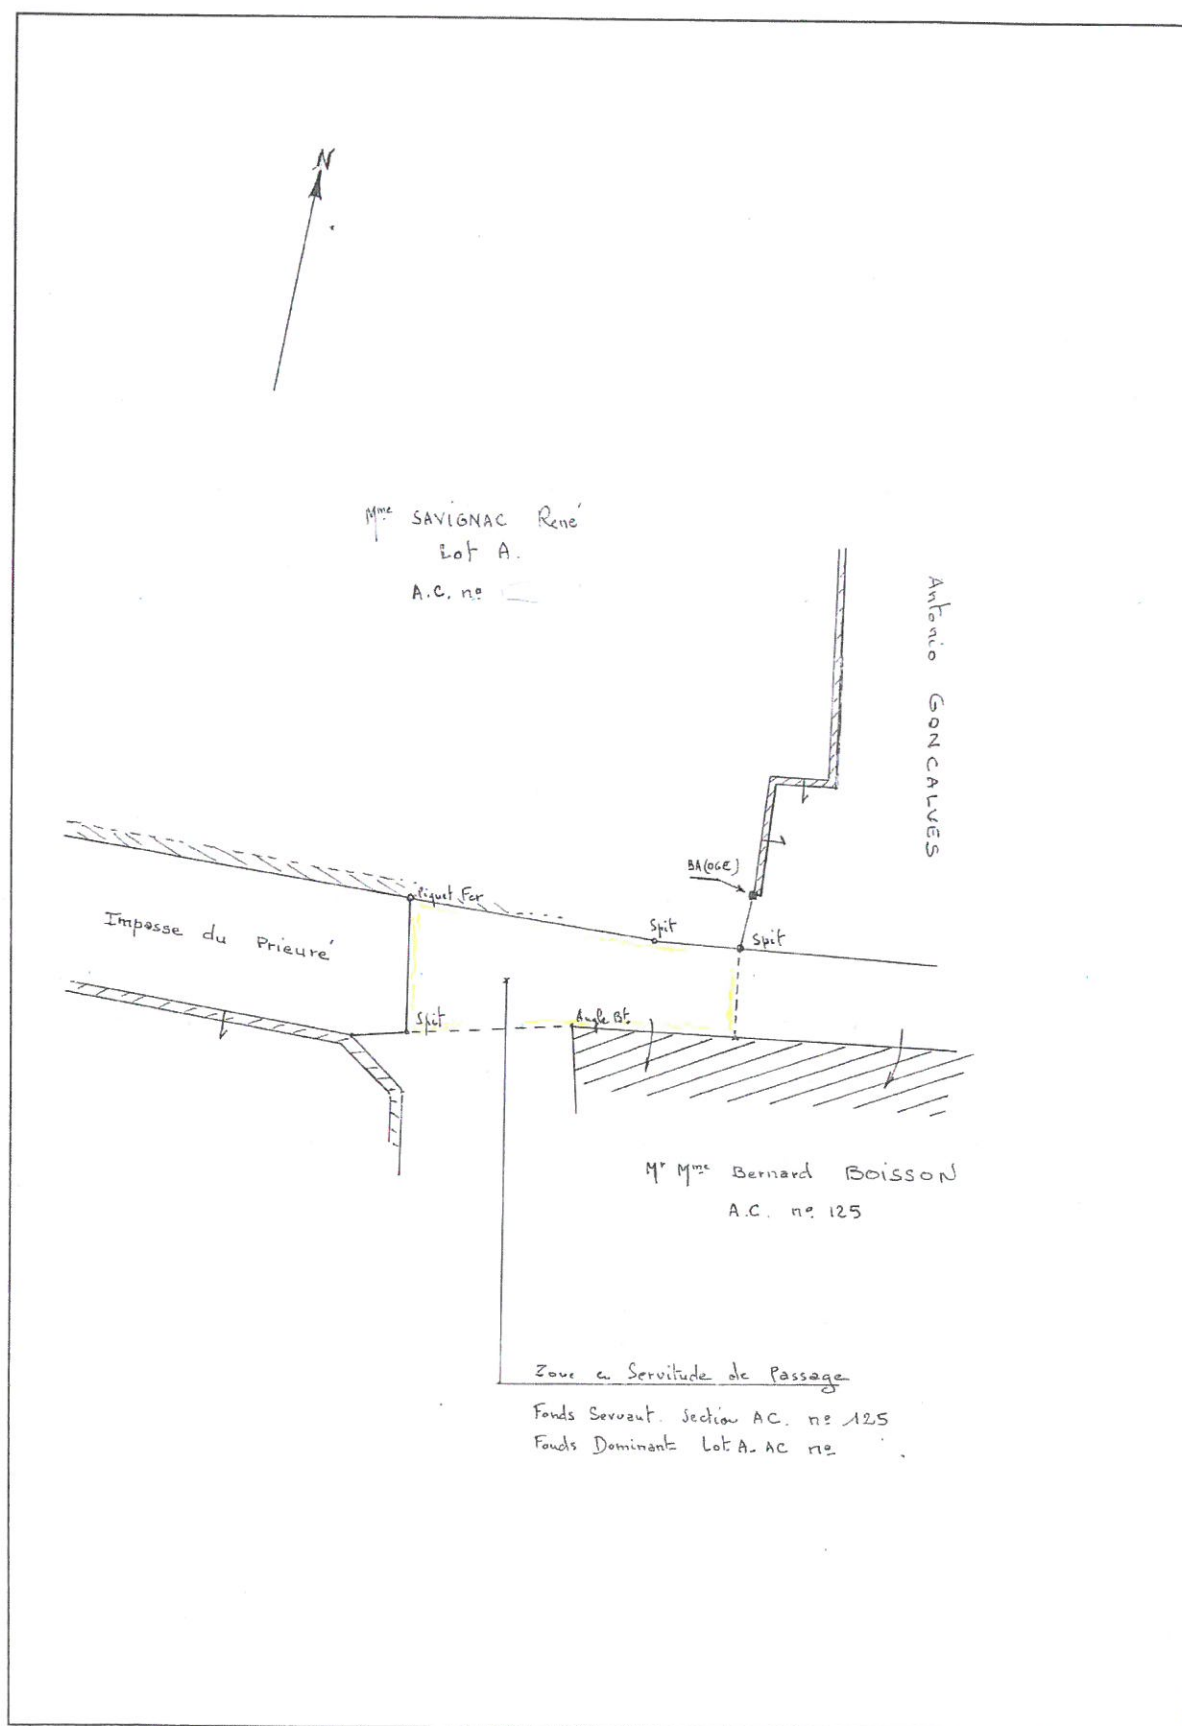 N
Mme SAVIGNAC René
Lot A.
A.C. nº
Antonio GONCALVES
BA(OGE)
Piquet Fer
Spit
Spit
Impasse du Prieuré
Spit
Angle Bt.
Mr Mme Bernard BOISSON
A.C. nº 125
Zone en Servitude de Passage
Fonds Servant. Section AC. nº 125
Fonds Dominant Lot A. AC nº